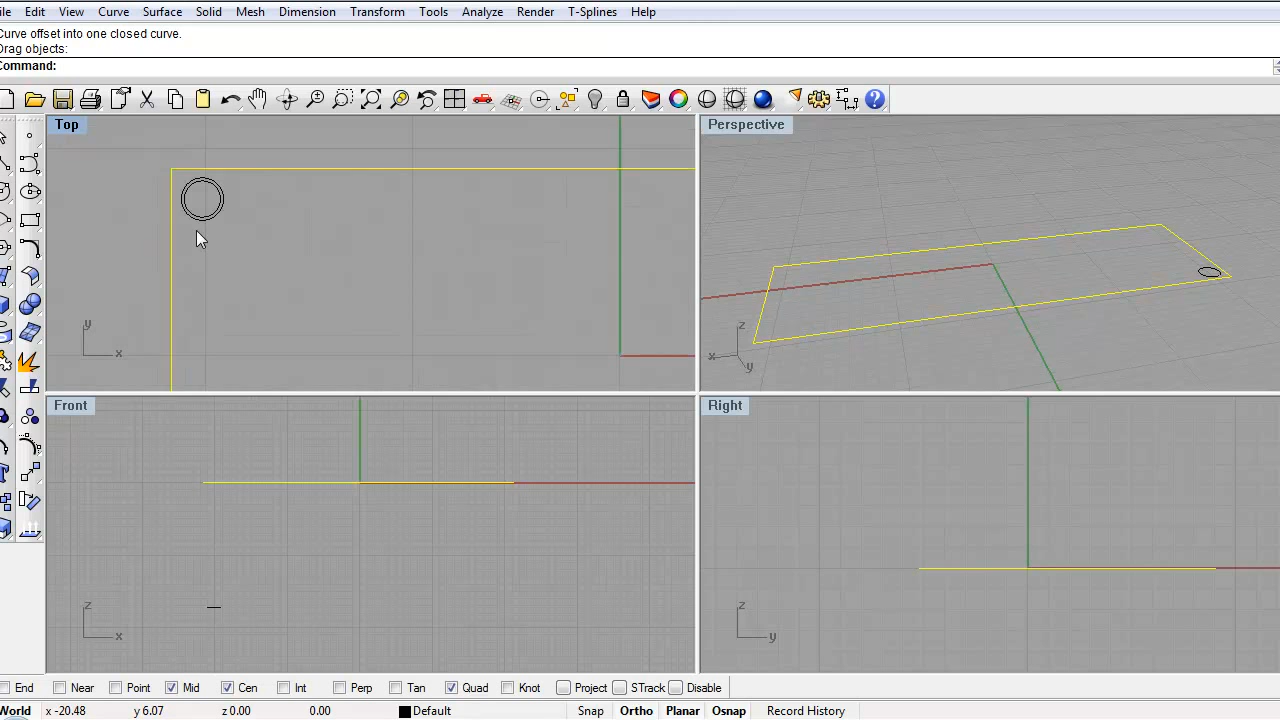 ile Edit View Curve Surface Solid Mesh Dimension Transform Tools Analyze Render T-Splines Help
Curve offset into one closed curve.
Drag objects:
Command:
Top
Perspective
y
x
z
x
y
Front
Right
z
x
z
y
End Near Point Mid Cen Int Perp Tan Quad Knot Project STrack Disable
World x -20.48 y 6.07 z 0.00 0.00 Default Snap Ortho Planar Osnap Record History